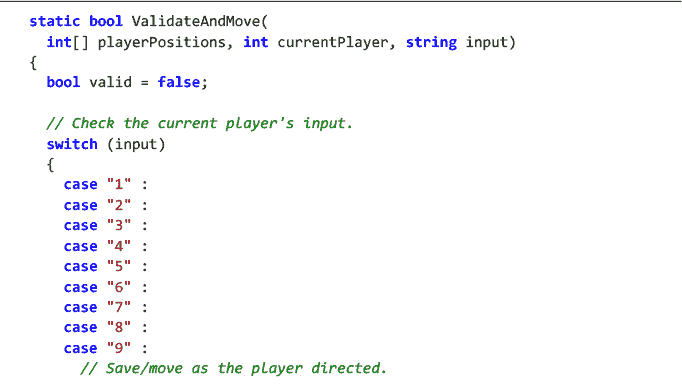 static bool ValidateAndMove(
int[] playerPositions, int currentPlayer, string input)
{
bool valid = false;
// Check the current player's input.
switch (input)
{
case "1" :
case "2" :
case "3" :
case "4" :
case "5" :
case "6" :
case "7" :
case "8" :
case "9" :
// Save/move as the player directed.